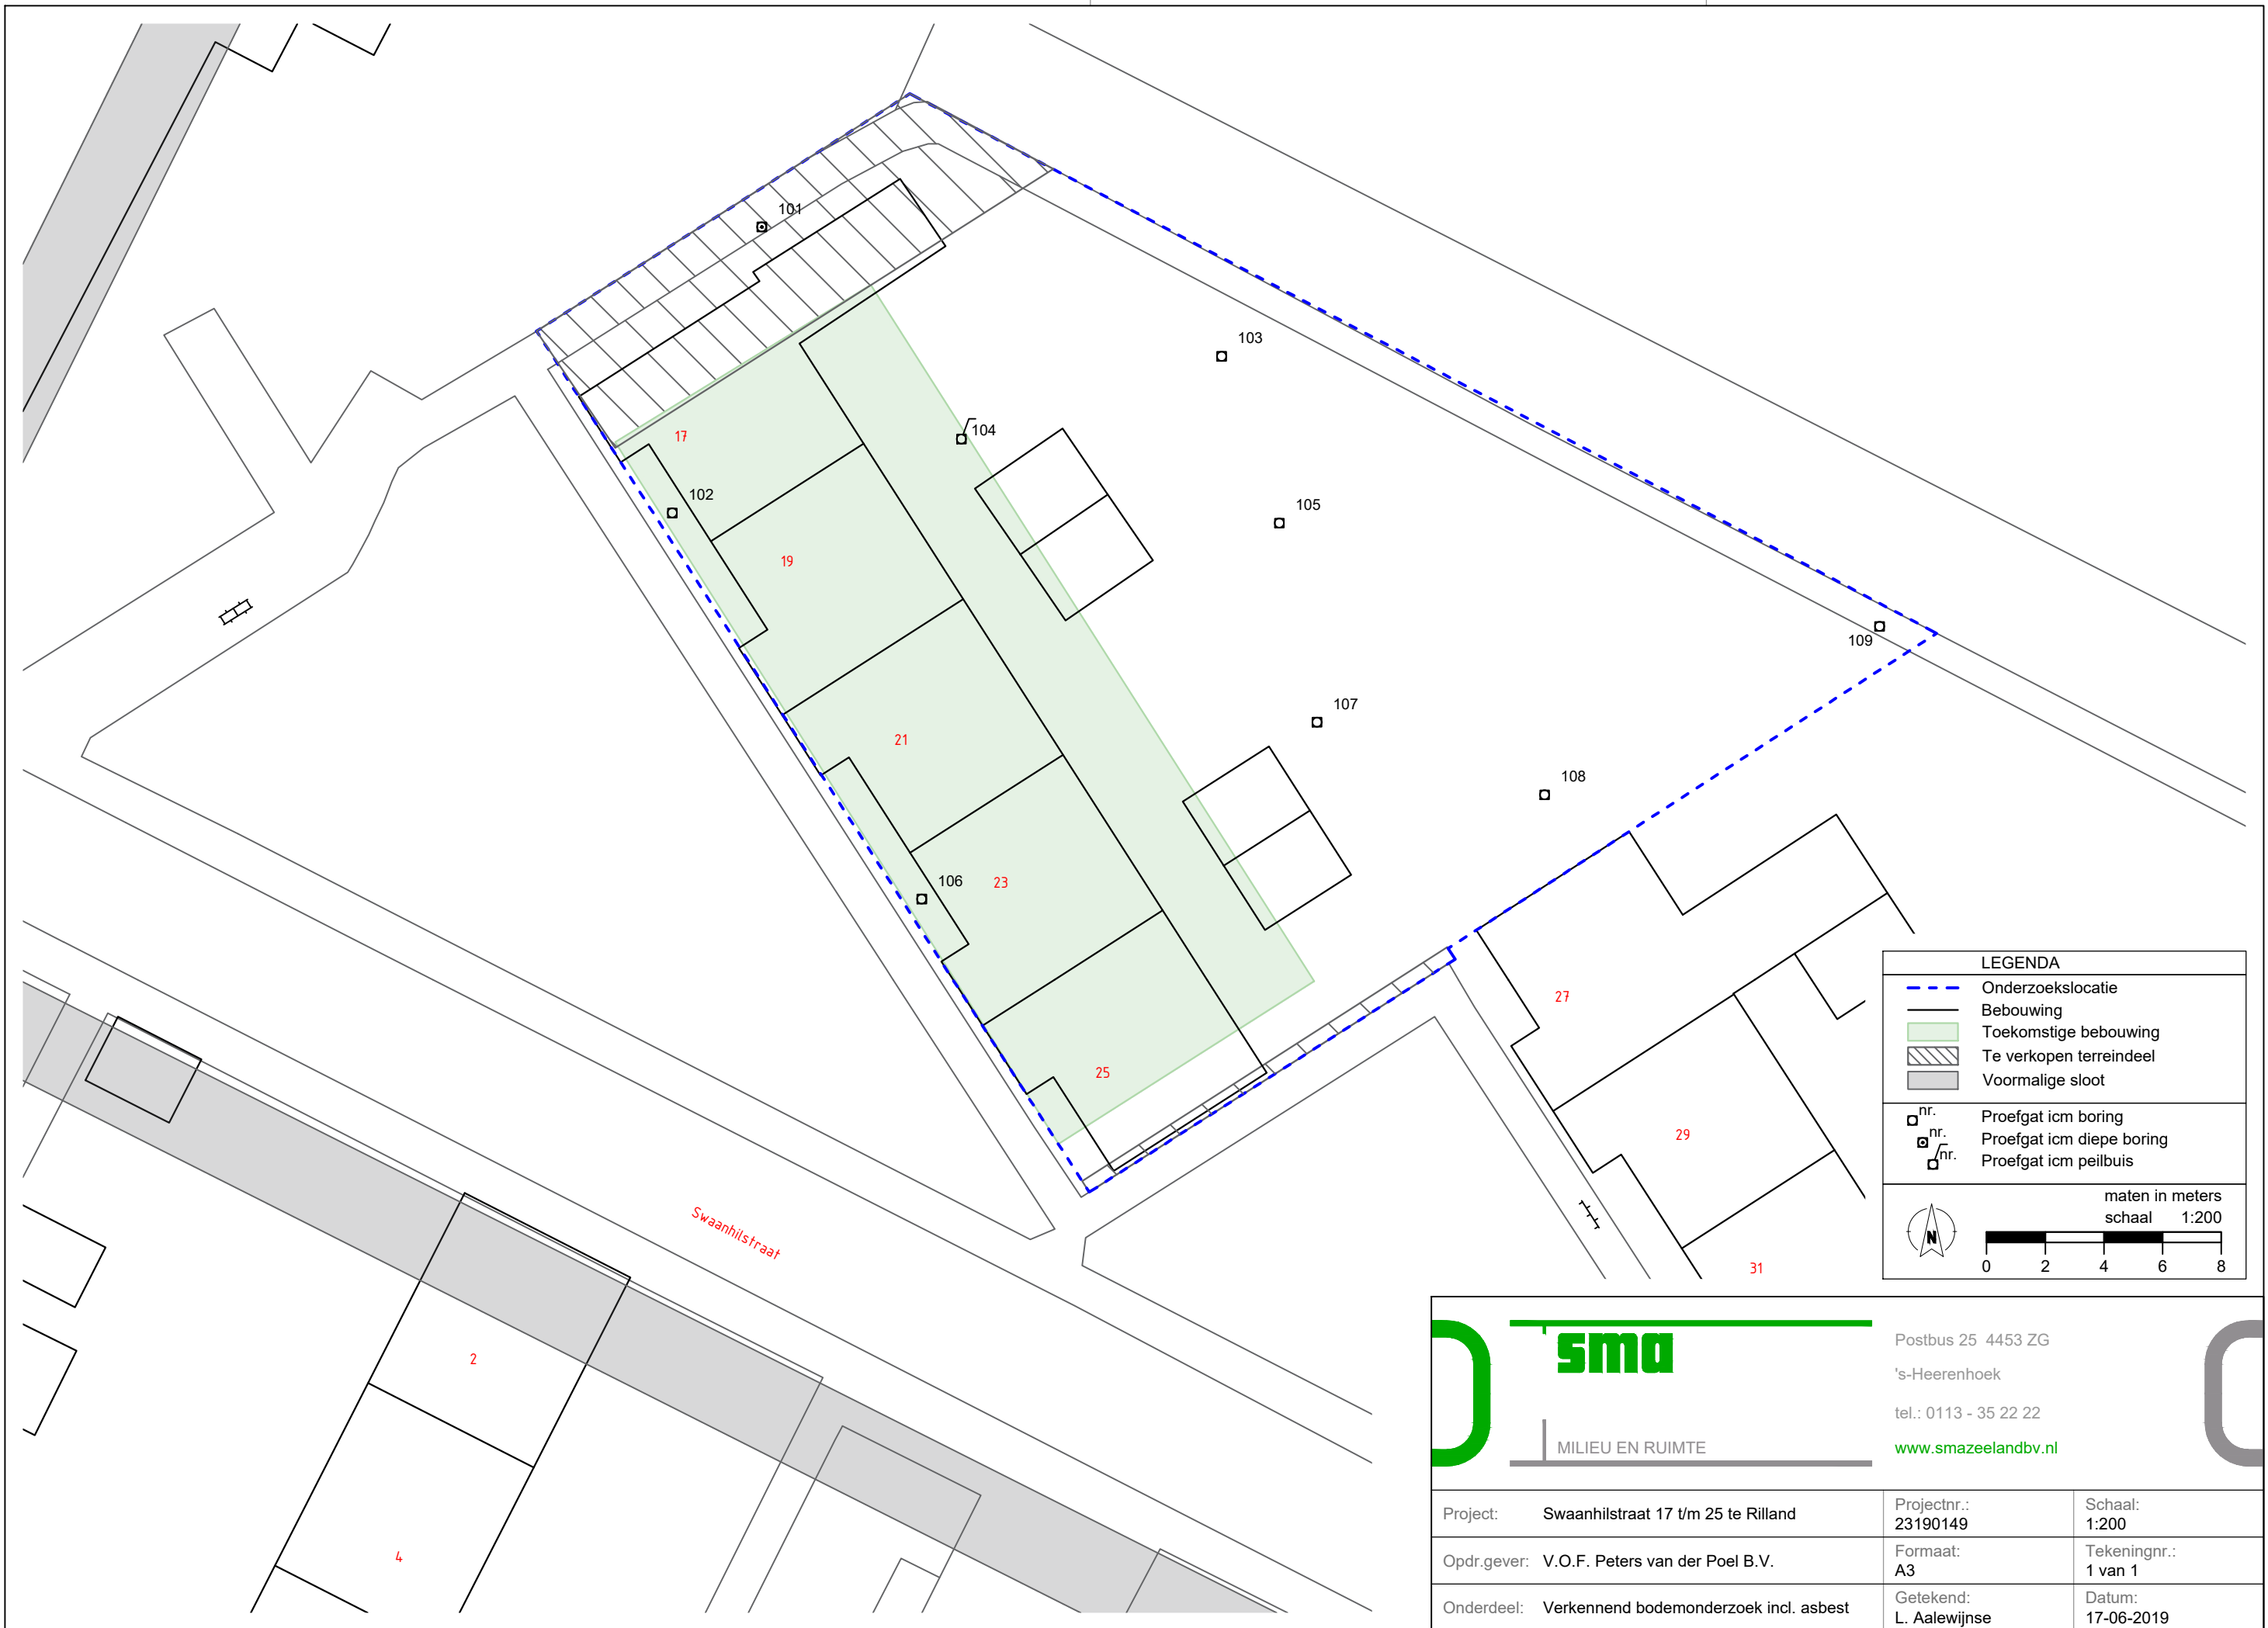 101
103
17
104
102
105
19
109
107
21
108
106
23
27
25
29
31
Swaanhilstraat
2
4
LEGENDA
Onderzoekslocatie
Bebouwing
Toekomstige bebouwing
Te verkopen terreindeel
Voormalige sloot
nr. Proefgat icm boring
nr. Proefgat icm diepe boring
nr. Proefgat icm peilbuis
maten in meters
schaal 1:200
N
0 2 4 6 8
sma
MILIEU EN RUIMTE
Postbus 25 4453 ZG
's-Heerenhoek
tel.: 0113 - 35 22 22
www.smazeelandbv.nl
Project: Swaanhilstraat 17 t/m 25 te Rilland
Projectnr.:
23190149
Schaal:
1:200
Opdr.gever: V.O.F. Peters van der Poel B.V.
Formaat:
A3
Tekeningnr.:
1 van 1
Onderdeel: Verkennend bodemonderzoek incl. asbest
Getekend:
L. Aalewijnse
Datum:
17-06-2019